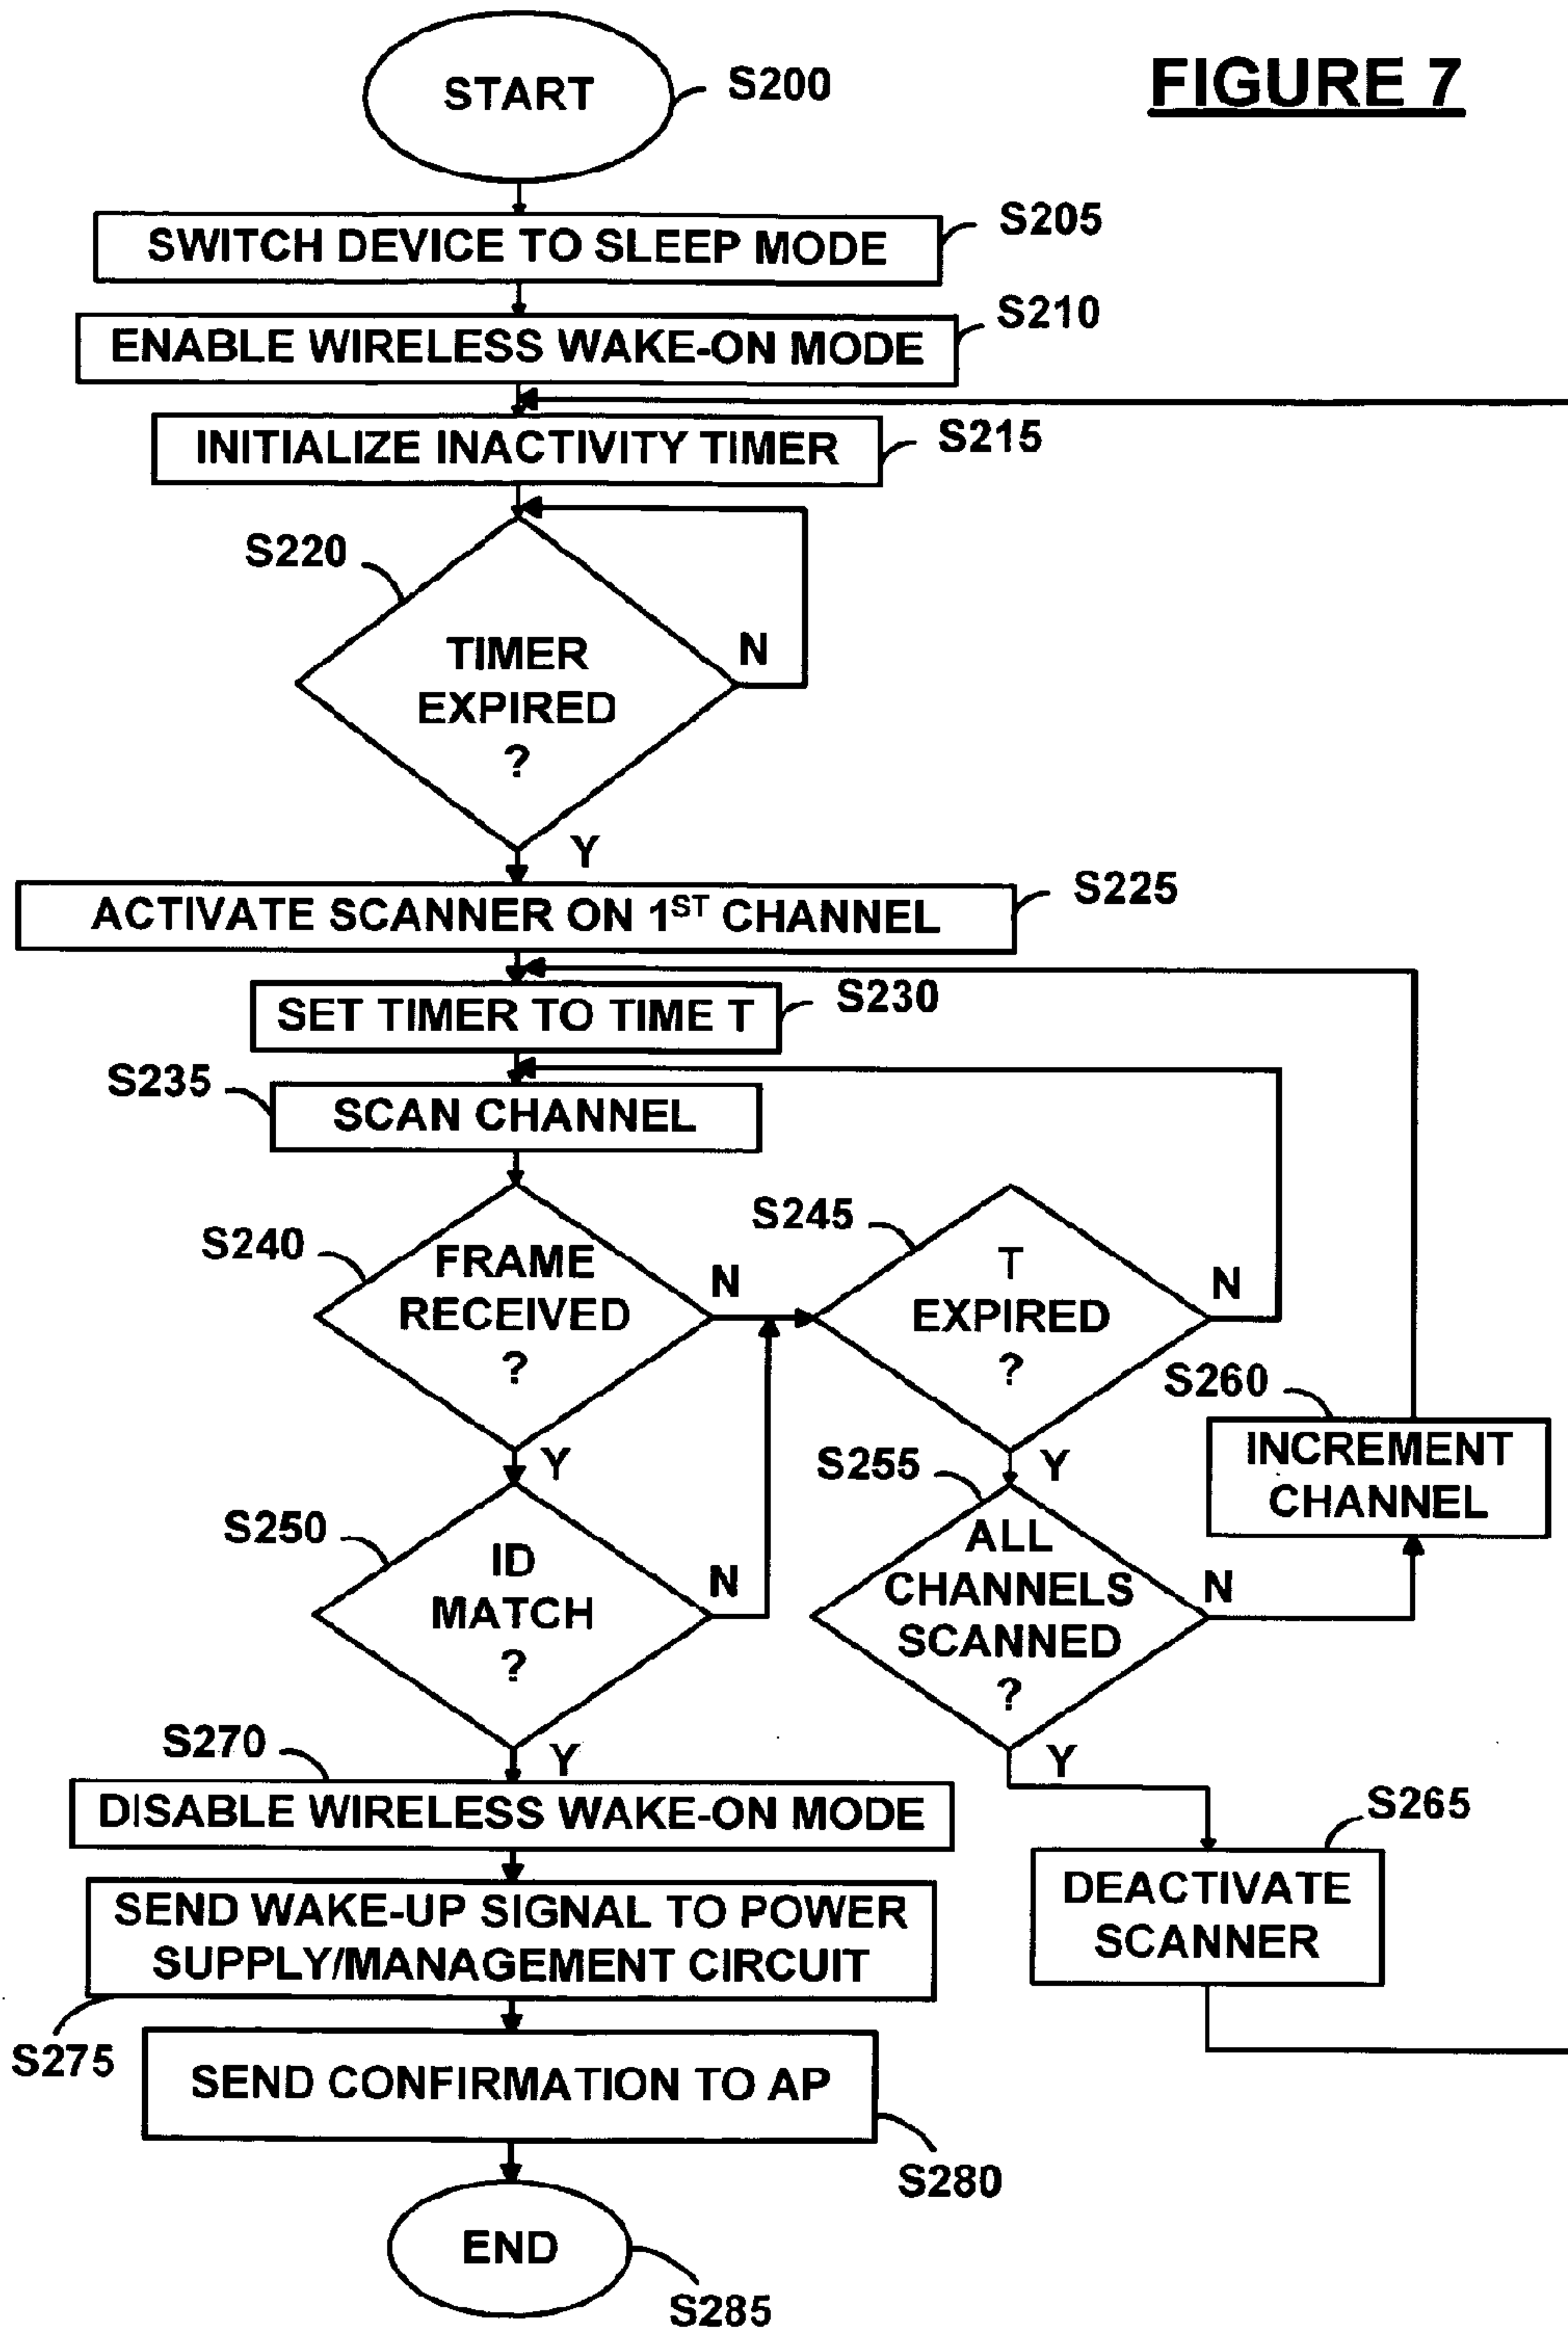 FIGURE 7
START
S200
SWITCH DEVICE TO SLEEP MODE
S205
ENABLE WIRELESS WAKE-ON MODE
S210
INITIALIZE INACTIVITY TIMER
S215
S220
TIMER
EXPIRED
?
N
Y
ACTIVATE SCANNER ON 1ST CHANNEL
S225
SET TIMER TO TIME T
S230
S235
SCAN CHANNEL
S240
FRAME
RECEIVED
?
N
Y
S245
T
EXPIRED
?
N
Y
S260
INCREMENT
CHANNEL
S250
ID
MATCH
?
N
Y
S255
ALL
CHANNELS
SCANNED
?
N
Y
S270
DISABLE WIRELESS WAKE-ON MODE
S265
DEACTIVATE
SCANNER
SEND WAKE-UP SIGNAL TO POWER
SUPPLY/MANAGEMENT CIRCUIT
S275
SEND CONFIRMATION TO AP
S280
END
S285